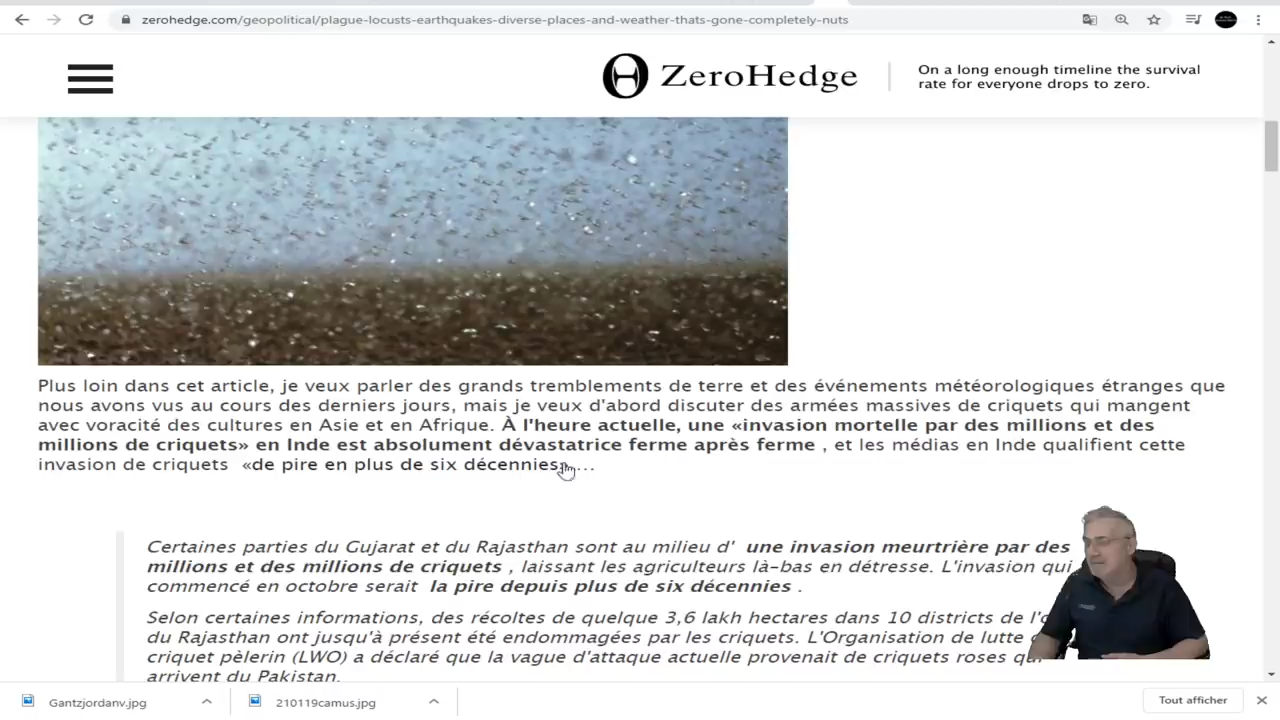 zerohedge.com/geopolitical/plague-locusts-earthquakes-diverse-places-and-weather-thats-gone-completely-nuts
ZeroHedge
On a long enough timeline the survival
rate for everyone drops to zero.
Plus loin dans cet article, je veux parler des grands tremblements de terre et des événements météorologiques étranges que
nous avons vus au cours des derniers jours, mais je veux d'abord discuter des armées massives de criquets qui mangent
avec voracité des cultures en Asie et en Afrique. À l'heure actuelle, une «invasion mortelle par des millions et des
millions de criquets» en Inde est absolument dévastatrice ferme après ferme , et les médias en Inde qualifient cette
invasion de criquets «de pire en plus de six décennies» ...
Certaines parties du Gujarat et du Rajasthan sont au milieu d' une invasion meurtrière par des
millions et des millions de criquets , laissant les agriculteurs là-bas en détresse. L'invasion qui
commencé en octobre serait la pire depuis plus de six décennies .
Selon certaines informations, des récoltes de quelque 3,6 lakh hectares dans 10 districts de
du Rajasthan ont jusqu'à présent été endommagées par les criquets. L'Organisation de lutte
criquet pèlerin (LWO) a déclaré que la vague d'attaque actuelle provenait de criquets roses
arrivent du Pakistan.
Gantzjordanv.jpg
210119camus.jpg
Tout afficher